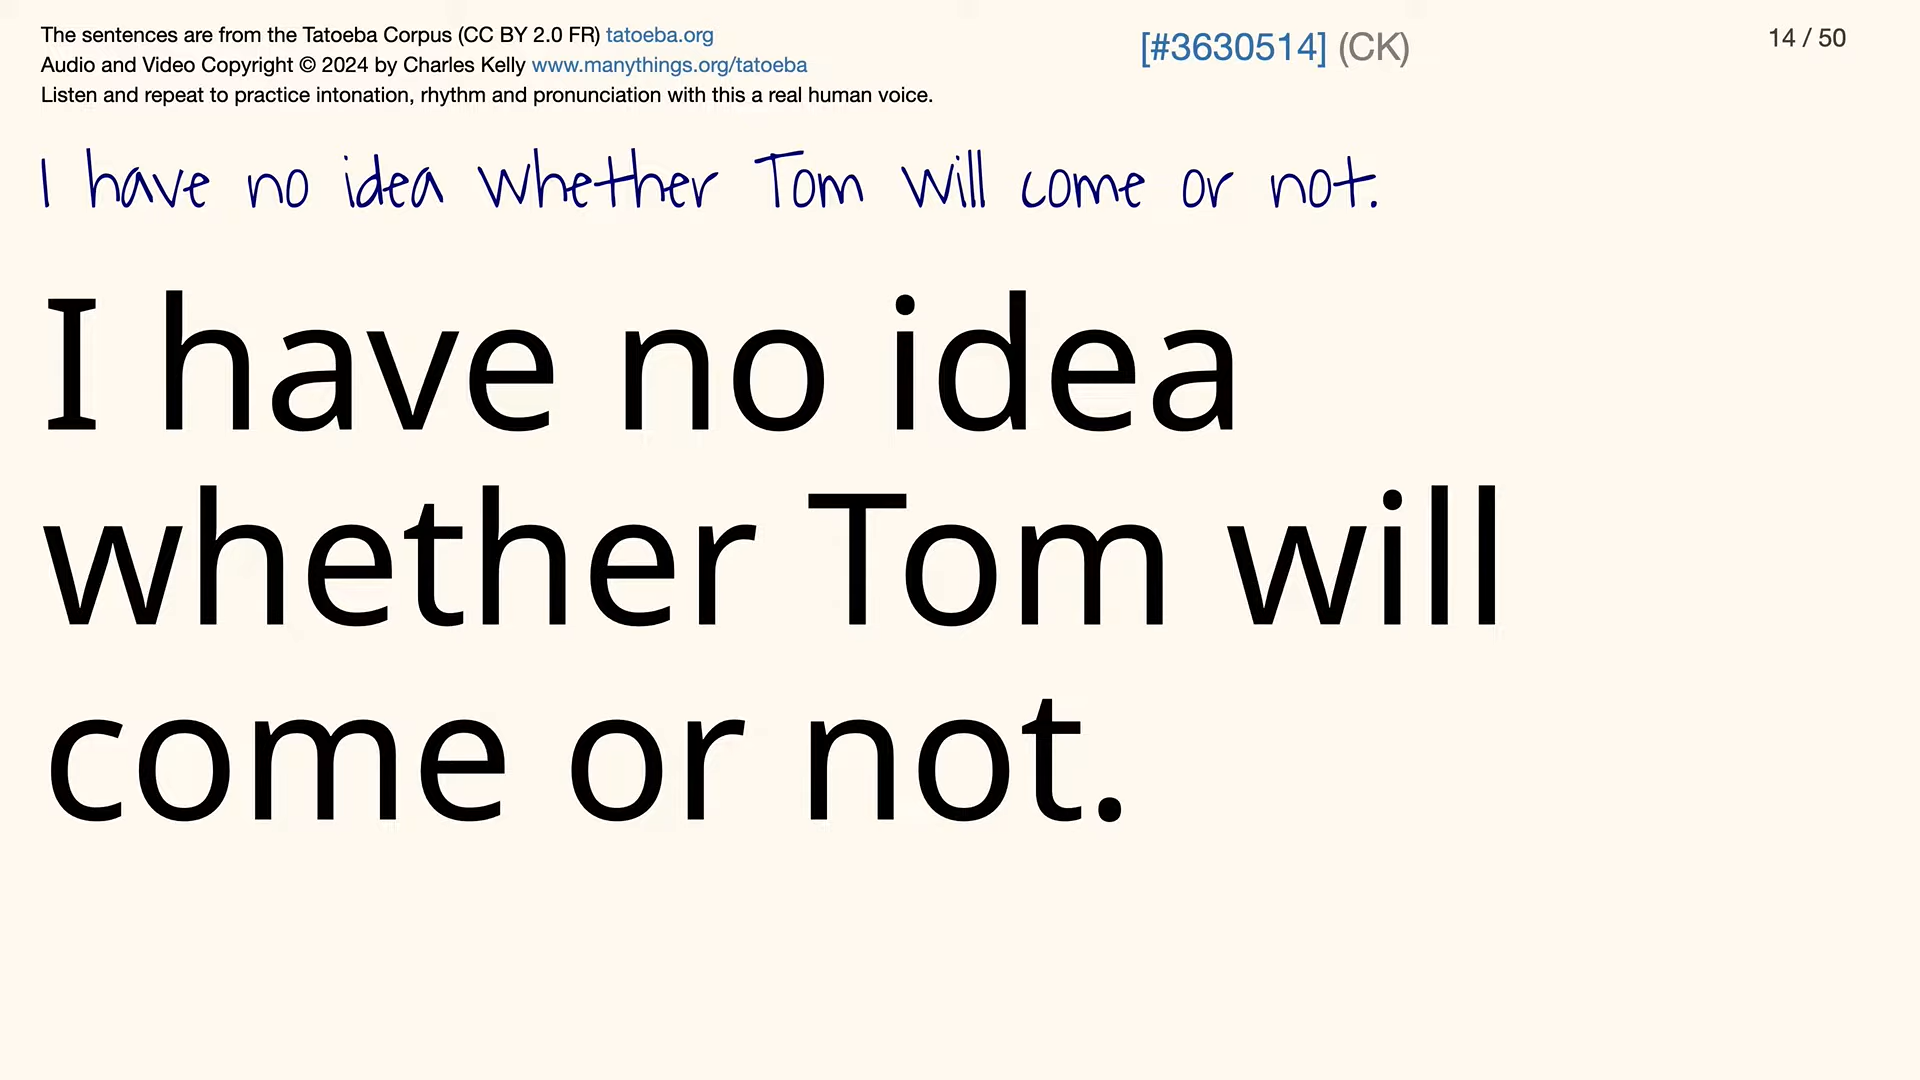 The sentences are from the Tatoeba Corpus (CC BY 2.0 FR) tatoeba.org
Audio and Video Copyright © 2024 by Charles Kelly www.manythings.org/tatoeba
Listen and repeat to practice intonation, rhythm and pronunciation with this a real human voice.
[#3630514] (CK)
14 / 50
I have no idea whether Tom will come or not.
I have no idea
whether Tom will
come or not.